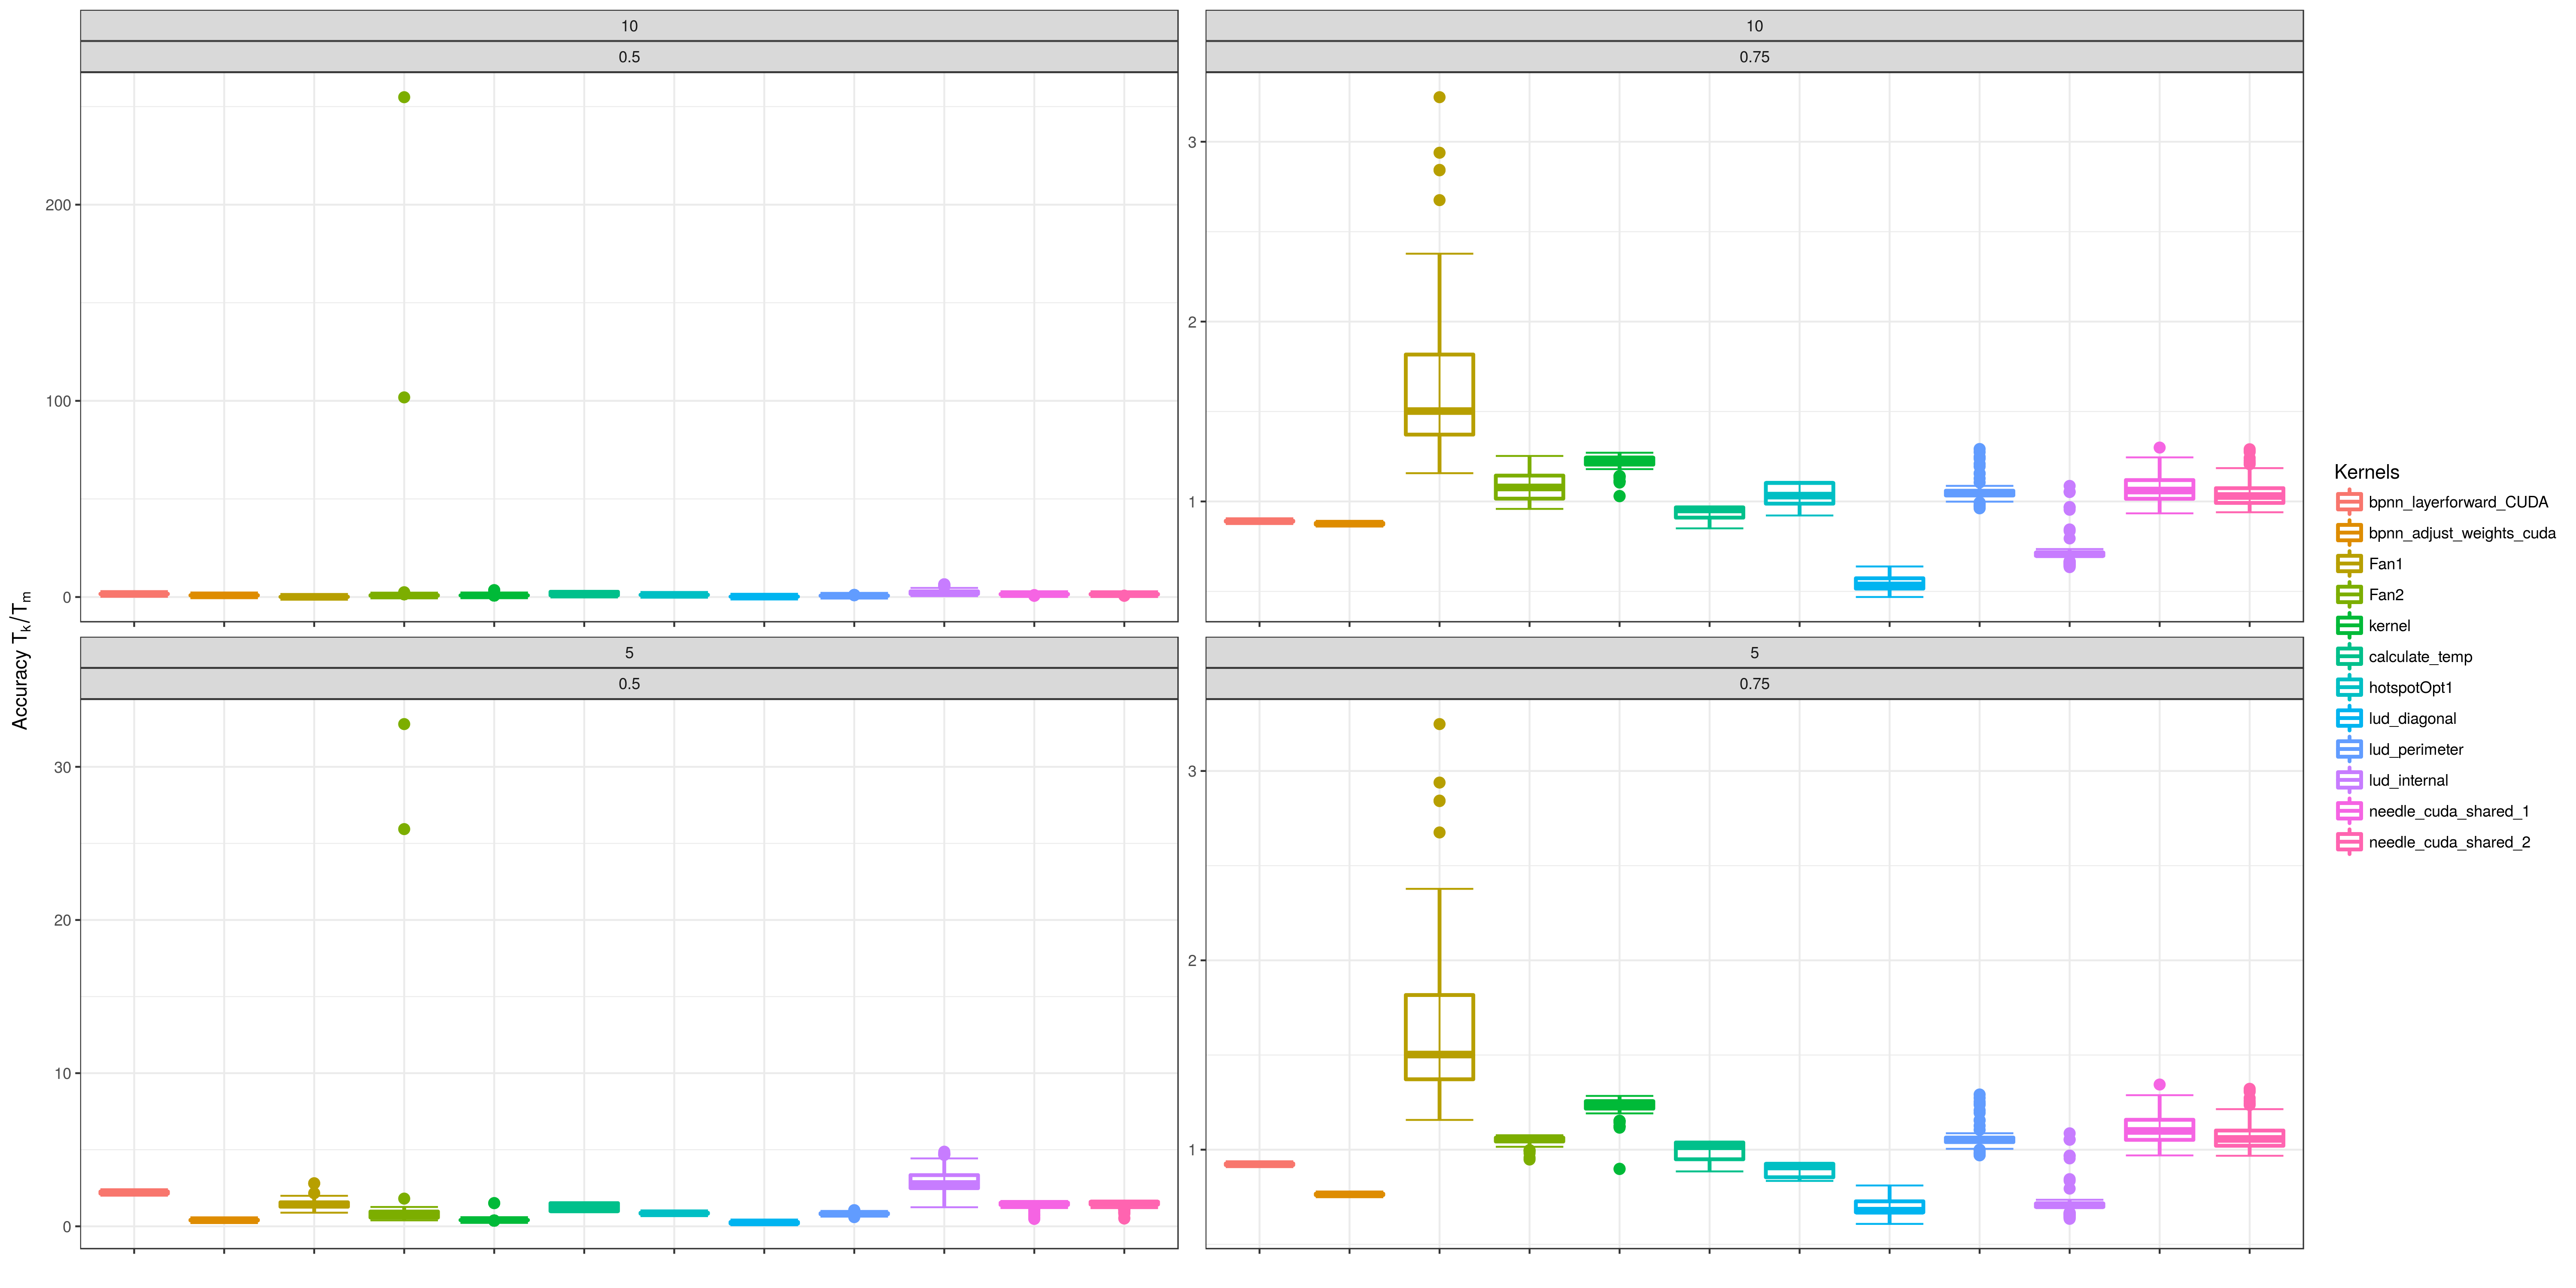 10
0.5
200
100
0
10
0.75
3
2
1
5
0.5
30
20
10
0
5
0.75
3
2
1
Accuracy Tk/Tm
Kernels
bpnn_layerforward_CUDA
bpnn_adjust_weights_cuda
Fan1
Fan2
kernel
calculate_temp
hotspotOpt1
lud_diagonal
lud_perimeter
lud_internal
needle_cuda_shared_1
needle_cuda_shared_2